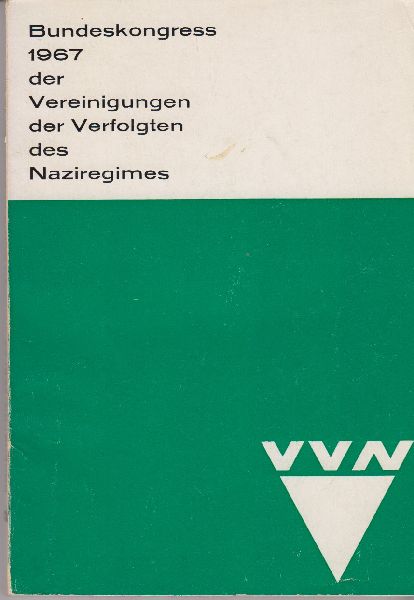 Bundeskongress
1967
der
Vereinigungen
der Verfolgten
des
Naziregimes
VVN